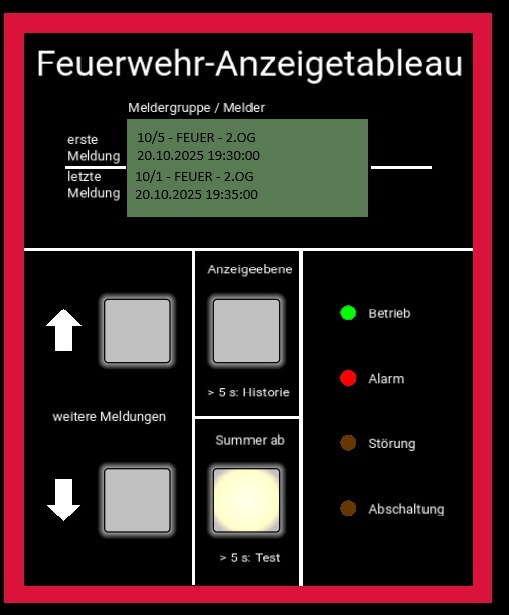 Feuerwehr-Anzeigetableau
Meldergruppe / Melder
erste
Meldung
10/5 - FEUER - 2.OG
20.10.2025 19:30:00
letzte
Meldung
10/1 - FEUER - 2.OG
20.10.2025 19:35:00
weitere Meldungen
Anzeigeebene
> 5 s: Historie
Summer ab
> 5 s: Test
Betrieb
Alarm
Störung
Abschaltung